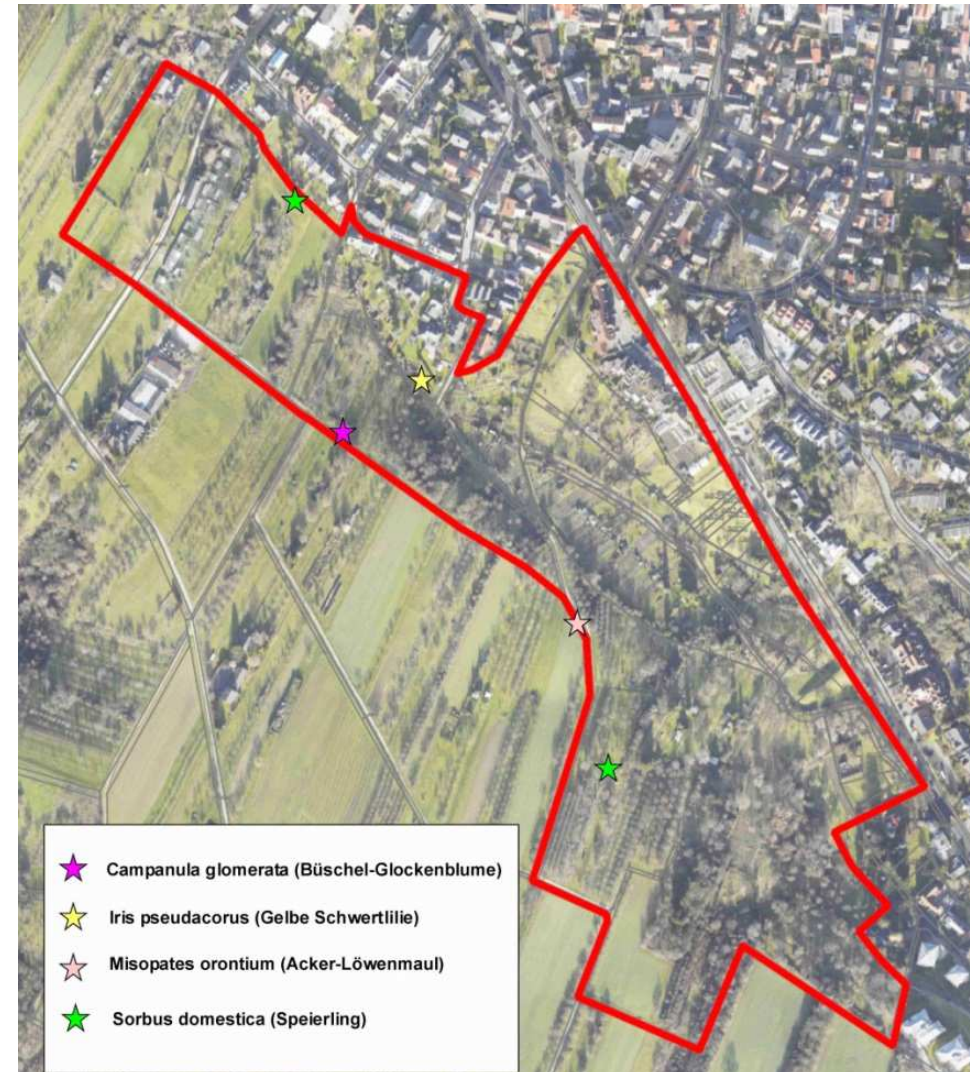 Campanula glomerata (Büschel-Glockenblume)
Iris pseudacorus (Gelbe Schwertlilie)
Misopates orontium (Acker-Löwenmaul)
Sorbus domestica (Speierling)